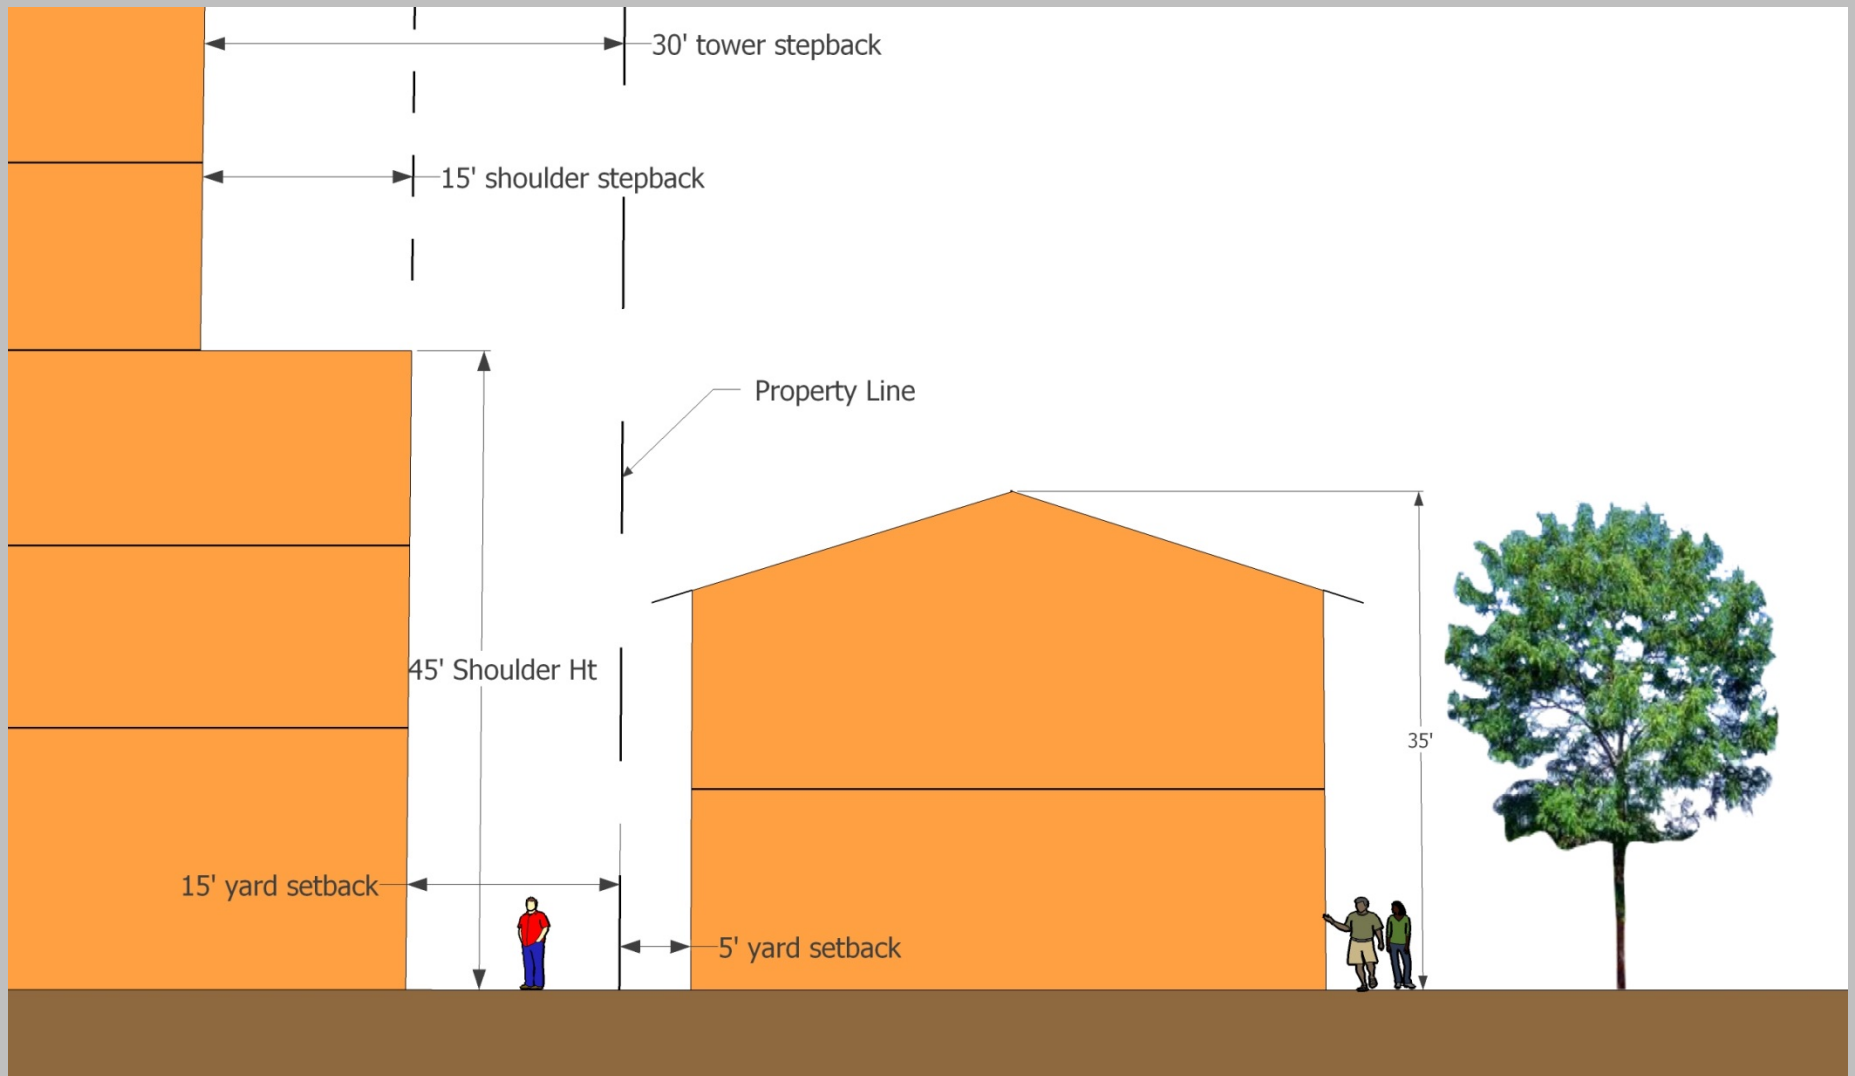 30' tower stepback
15' shoulder stepback
Property Line
45' Shoulder Ht
35'
15' yard setback
5' yard setback